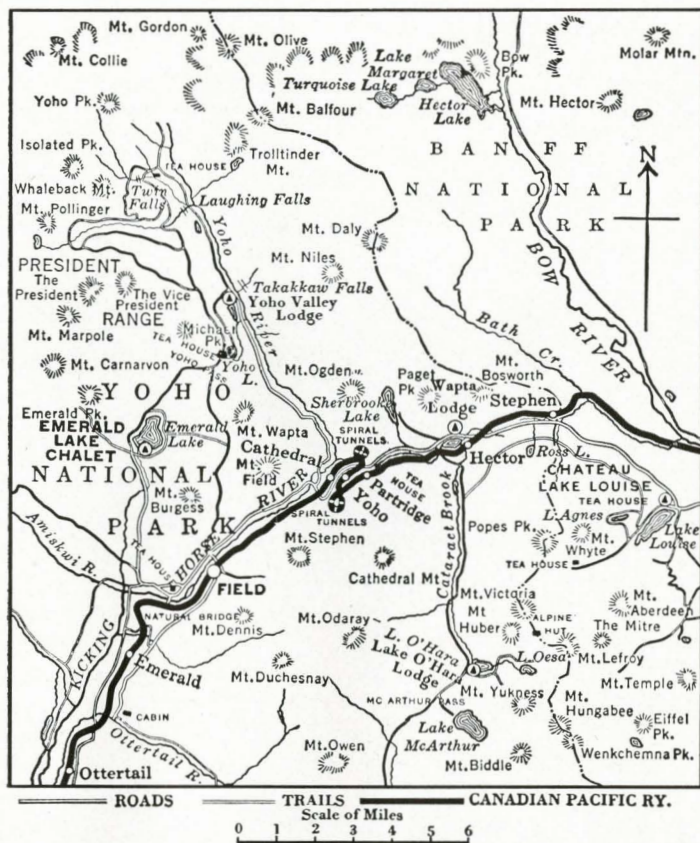 Mt. Gordon
Mt. Collie
Mt. Olive
Lake
Margaret
Turquoise Lake
Hector
Lake
Bow
Pk.
Molar Mtn.
Yoho Pk.
Mt. Balfour
Mt. Hector
Isolated Pk.
TEA HOUSE
Trolltinder
Mt.
BANFF
NATIONAL
PARK
N
Whaleback Mt.
Twin
Falls
Laughing Falls
Mt. Pollinger
Yoho
River
Mt. Daly
BOW
RIVER
PRESIDENT
RANGE
The
President
The Vice
President
Mt. Niles
Takakkaw Falls
Yoho Valley
Lodge
Mt. Marpole
Michael
Pk.
TEA HOUSE
YOHO PASS
Yoho
L.
Bath Cr.
Mt. Carnarvon
Mt. Ogden
Paget
Pk
Wapta
Lodge
Mt.
Bosworth
Stephen
YOHO
NATIONAL
PARK
Emerald Pk.
EMERALD
LAKE
CHALET
Emerald
Lake
Sherbrooke
Lake
SPIRAL
TUNNELS
Mt. Wapta
Cathedral
Mt.
Field
Hector
Ross L.
CHATEAU
LAKE LOUISE
TEA HOUSE
TEA
HOUSE
Partridge
Yoho
SPIRAL
TUNNELS
Mt.
Burgess
L. Agnes
Lake
Louise
Amiskwi R.
KICKING
HORSE
RIVER
TEA HOUSE
Mt. Stephen
Cataract Brook
Popes Pk.
Mt.
Whyte
TEA HOUSE
FIELD
Cathedral Mt
NATURAL BRIDGE
Mt. Dennis
Mt. Odaray
Mt. Victoria
Mt
Huber
ALPINE
HUT
Mt.
Aberdeen
The Mitre
Emerald
L. O'Hara
Lake O'Hara
Lodge
L. Oesa
Mt. Lefroy
Mt. Duchesnay
Mt. Temple
MC ARTHUR PASS
Mt. Yukness
Mt.
Hungabee
CABIN
Lake
McArthur
Eiffel
Pk.
Ottertail R.
Mt. Owen
Mt. Biddle
Wenkchemna Pk.
Ottertail
ROADS TRAILS CANADIAN PACIFIC RY.
Scale of Miles
0 1 2 3 4 5 6